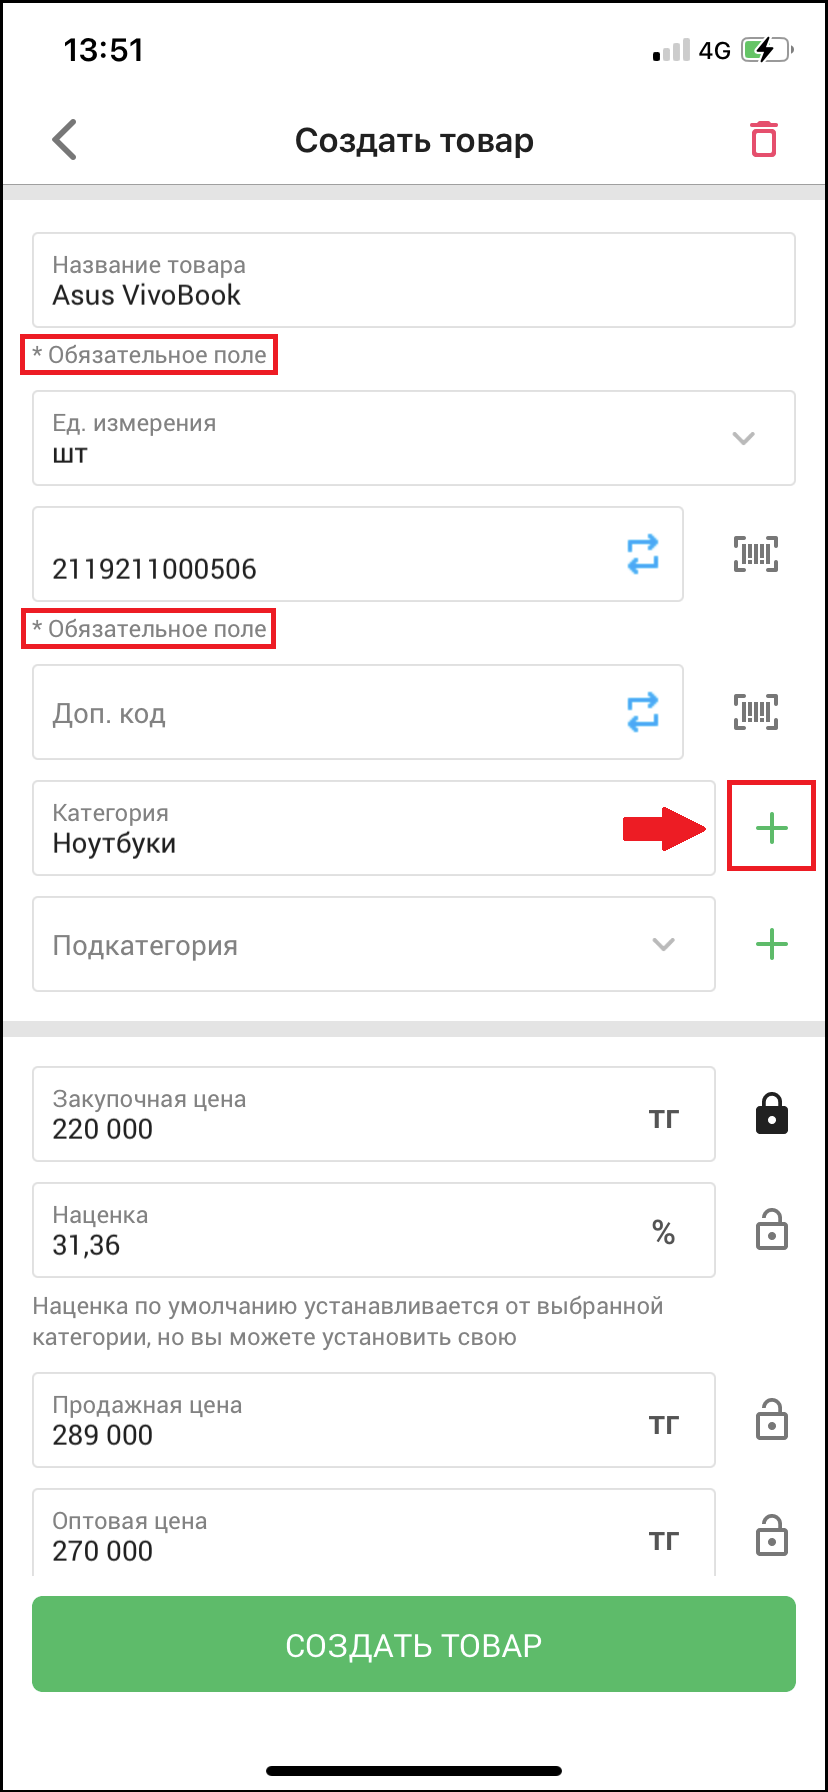 13:51
4G
Создать товар
Название товара
Asus VivoBook
* Обязательное поле
Ед. измерения
шт
2119211000506
* Обязательное поле
Доп. код
Категория
Ноутбуки
Подкатегория
Закупочная цена
220 000 тг
Наценка
31,36 %
Наценка по умолчанию устанавливается от выбранной
категории, но вы можете установить свою
Продажная цена
289 000 тг
Оптовая цена
270 000 тг
СОЗДАТЬ ТОВАР